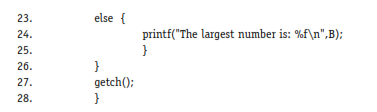 23. else {
24. printf("The largest number is: %f\n",B);
25. }
26. }
27. getch();
28. }